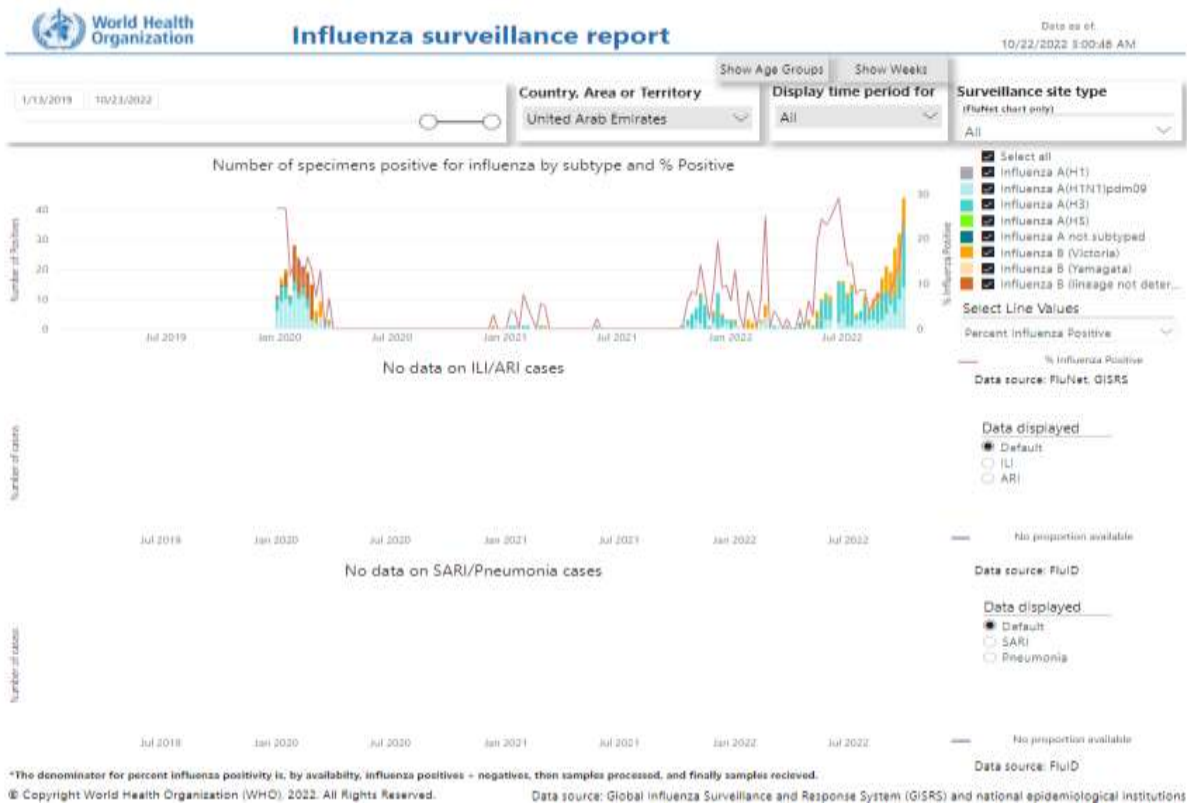 World Health
Organization
Influenza surveillance report
Data as of
10/22/2022 3:00:48 AM
Show Age Groups
Show Weeks
1/13/2019
10/23/2022
Country, Area or Territory
United Arab Emirates
Display time period for
All
Surveillance site type
(FluNet chart only)
All
Number of specimens positive for influenza by subtype and % Positive
Select all
Influenza A(H1)
Influenza A(H1N1)pdm09
Influenza A(H3)
Influenza A(H5)
Influenza A not subtyped
Influenza B (Victoria)
Influenza B (Yamagata)
Influenza B (lineage not deter...
Number of Positives
40
30
20
10
0
30
20
10
0
% Influenza Positive
Jul 2019 Jan 2020 Jul 2020 Jan 2021 Jul 2021 Jan 2022 Jul 2022
Select Line Values
Percent Influenza Positive
% Influenza Positive
Data source: FluNet, GISRS
No data on ILI/ARI cases
Number of cases
Data displayed
Default
ILI
ARI
Jul 2019 Jan 2020 Jul 2020 Jan 2021 Jul 2021 Jan 2022 Jul 2022
No proportion available
Data source: FluID
No data on SARI/Pneumonia cases
Number of cases
Data displayed
Default
SARI
Pneumonia
Jul 2019 Jan 2020 Jul 2020 Jan 2021 Jul 2021 Jan 2022 Jul 2022
No proportion available
Data source: FluID
*The denominator for percent influenza positivity is, by availabilty, influenza positives + negatives, then samples processed, and finally samples recieved.
© Copyright World Health Organization (WHO), 2022. All Rights Reserved.
Data source: Global Influenza Surveillance and Response System (GISRS) and national epidemiological institutions